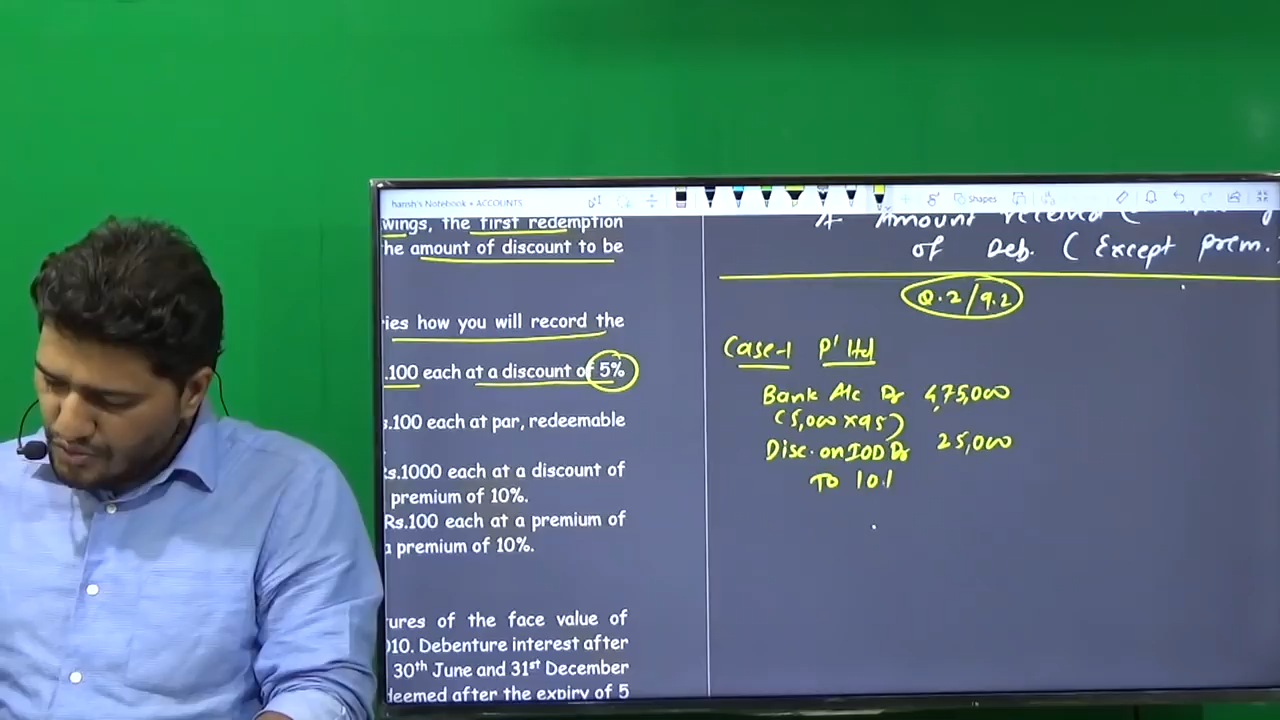 harish's Notebook • ACCOUNTS
Shapes
wings, the first redemption
he amount of discount to be
ries how you will record the
.100 each at a discount of 5%
s.100 each at par, redeemable
Rs.1000 each at a discount of
premium of 10%.
Rs.100 each at a premium of
a premium of 10%.
ures of the face value of
010. Debenture interest after
30th June and 31st December
deemed after the expiry of 5
Amount
of Deb. (Except prem.
Q.2/9.2
Case-1 P' Ltd
Bank A/c Dr 4,75,000
(5,000 x 95)
Disc. on IOD Dr 25,000
To 10.1